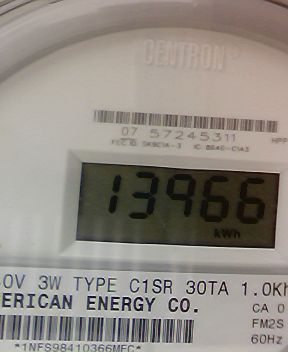 CENTRON
07 57245311
13966
kWh
0V 3W TYPE C1SR 30TA 1.0Kh
ERICAN ENERGY CO.
CA 0
FM2S
60Hz
*1NFS98410366MFC*